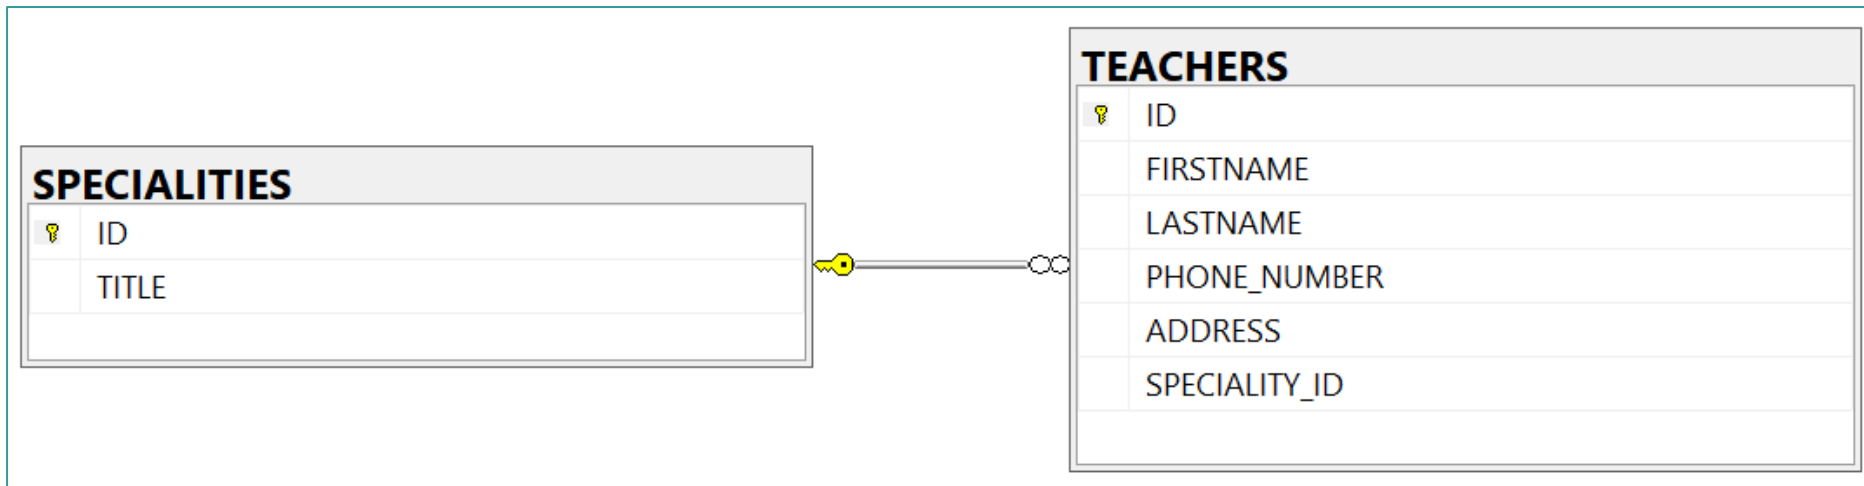 SPECIALITIES
ID
TITLE
TEACHERS
ID
FIRSTNAME
LASTNAME
PHONE_NUMBER
ADDRESS
SPECIALITY_ID